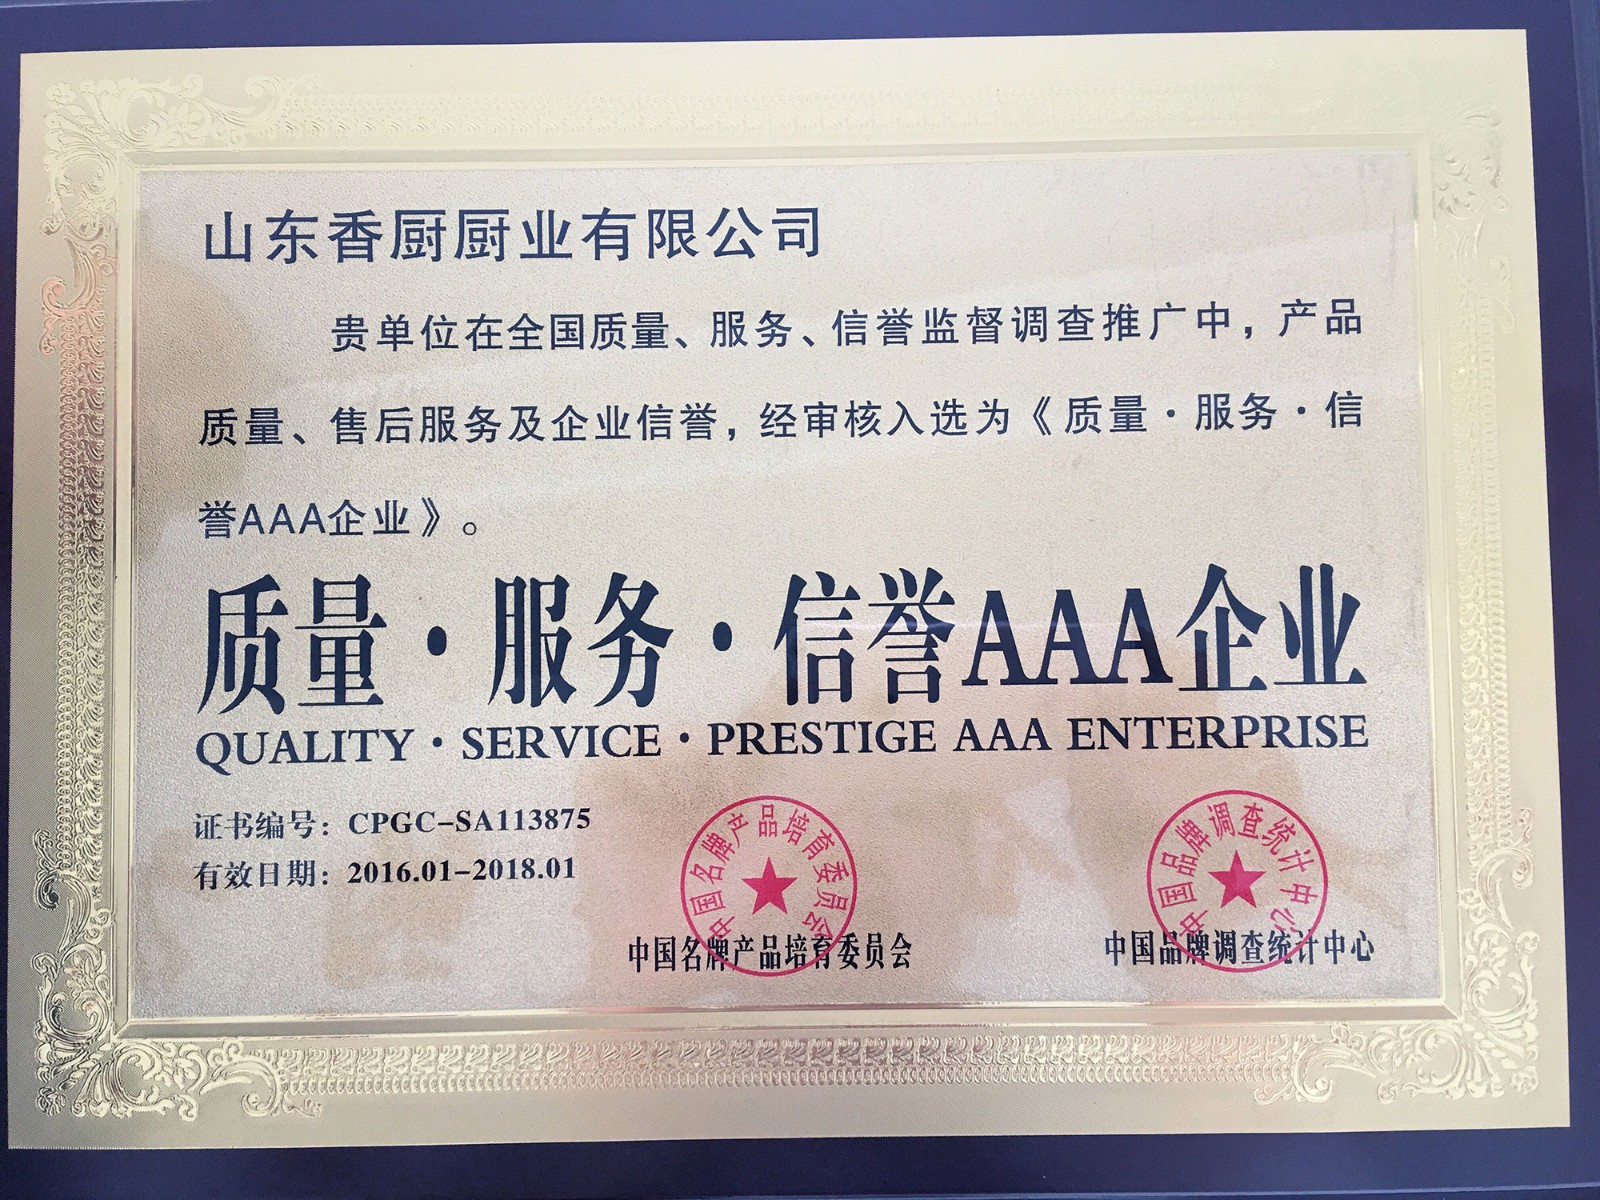 山东香厨厨业有限公司
贵单位在全国质量、服务、信誉监督调查推广中，产品
质量、售后服务及企业信誉，经审核入选为《质量·服务·信
誉AAA企业》。
质量·服务·信誉AAA企业
QUALITY·SERVICE·PRESTIGE AAA ENTERPRISE
证书编号：CPGC-SA113875
有效日期：2016.01-2018.01
中国名牌产品培育委员会
中国品牌调查统计中心
中国名牌产品培育委员会
中国品牌调查统计中心